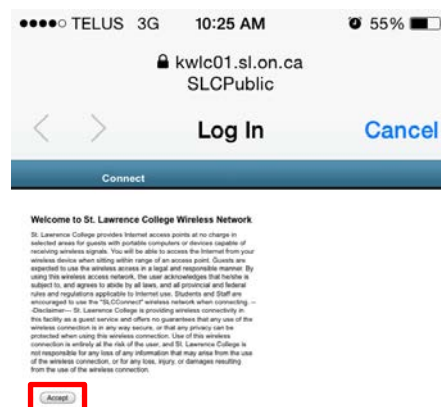 TELUS 3G 10:25 AM 55%
kwlc01.sl.on.ca
SLCPublic
Log In Cancel
Connect
Welcome to St. Lawrence College Wireless Network
St. Lawrence College provides Internet access points at no charge in
selected areas for guests with portable computers or devices capable of
receiving wireless signals. You will be able to access the Internet from your
wireless device when sitting within range of an access point. Guests are
expected to use the wireless access in a legal and responsible manner. By
using this wireless access network, the user acknowledges that he/she is
subject to, and agrees to abide by all laws, and all provincial and federal
rules and regulations applicable to Internet use. Students and Staff are
encouraged to use the "SLCConnect" wireless network when connecting. --
-Disclaimer--- St. Lawrence College is providing wireless connectivity in
this facility as a guest service and offers no guarantees that any use of the
wireless connection is in any way secure, or that any privacy can be
protected when using this wireless connection. Use of this wireless
connection is entirely at the risk of the user, and St. Lawrence College is
not responsible for any loss of any information that may arise from the use
of the wireless connection, or for any loss, injury, or damages resulting
from the use of the wireless connection.
Accept